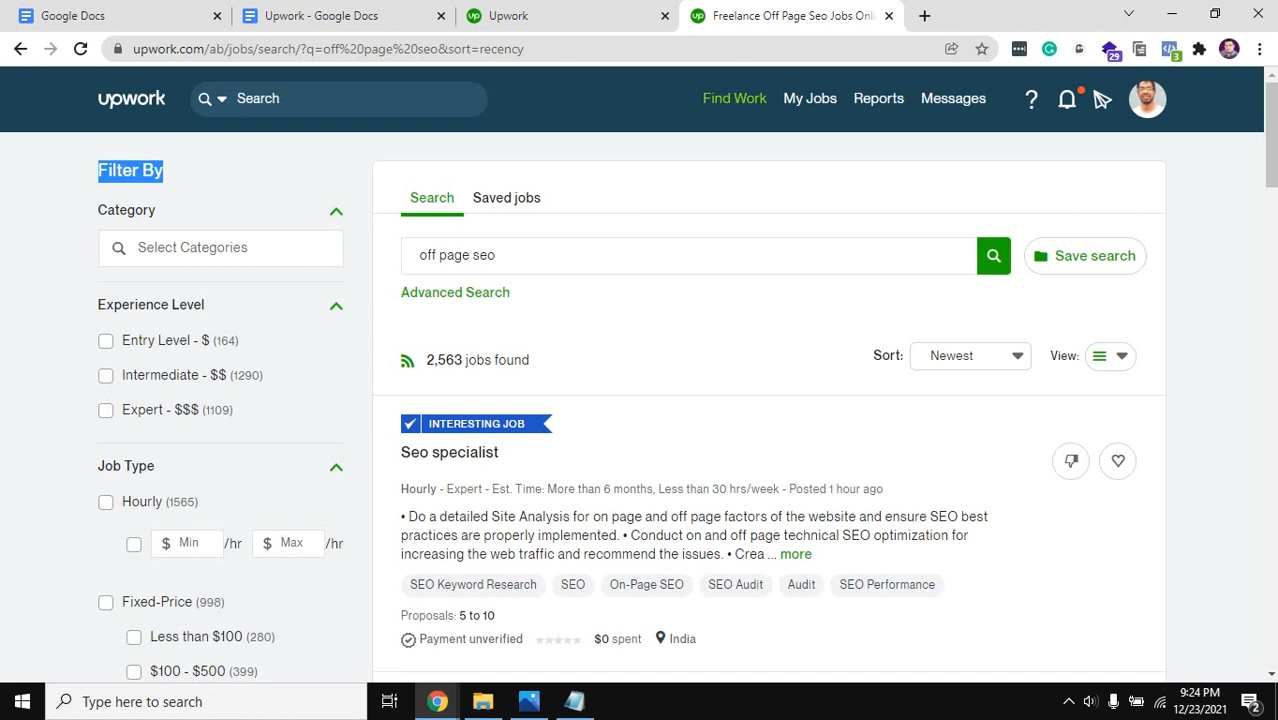 Google Docs
Upwork - Google Docs
Upwork
Freelance Off Page Seo Jobs Onli
upwork.com/ab/jobs/search/?q=off%20page%20seo&sort=recency
29
3
upwork
Search
Find Work
My Jobs
Reports
Messages
Filter By
Category
Select Categories
Experience Level
Entry Level - $ (164)
Intermediate - $$ (1290)
Expert - $$$ (1109)
Job Type
Hourly (1565)
$ Min /hr $ Max /hr
Fixed-Price (998)
Less than $100 (280)
$100 - $500 (399)
Search Saved jobs
off page seo
Save search
Advanced Search
2,563 jobs found
Sort: Newest
View:
INTERESTING JOB
Seo specialist
Hourly - Expert - Est. Time: More than 6 months, Less than 30 hrs/week - Posted 1 hour ago
• Do a detailed Site Analysis for on page and off page factors of the website and ensure SEO best
practices are properly implemented. • Conduct on and off page technical SEO optimization for
increasing the web traffic and recommend the issues. • Crea ... more
SEO Keyword Research SEO On-Page SEO SEO Audit Audit SEO Performance
Proposals: 5 to 10
Payment unverified $0 spent India
Type here to search
9:24 PM
12/23/2021
2